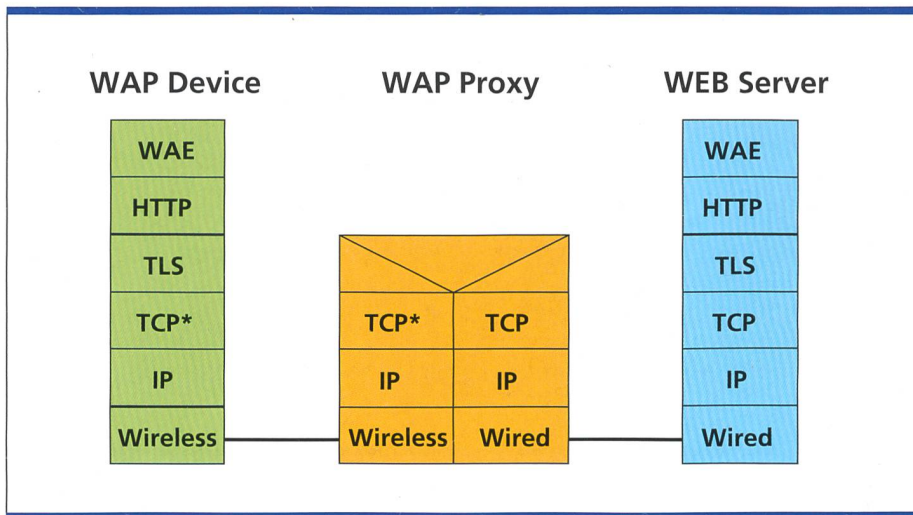 WAP Device
WAP Proxy
WEB Server
WAE
HTTP
TLS
TCP*
IP
Wireless
TCP*
TCP
IP
IP
Wireless
Wired
WAE
HTTP
TLS
TCP
IP
Wired